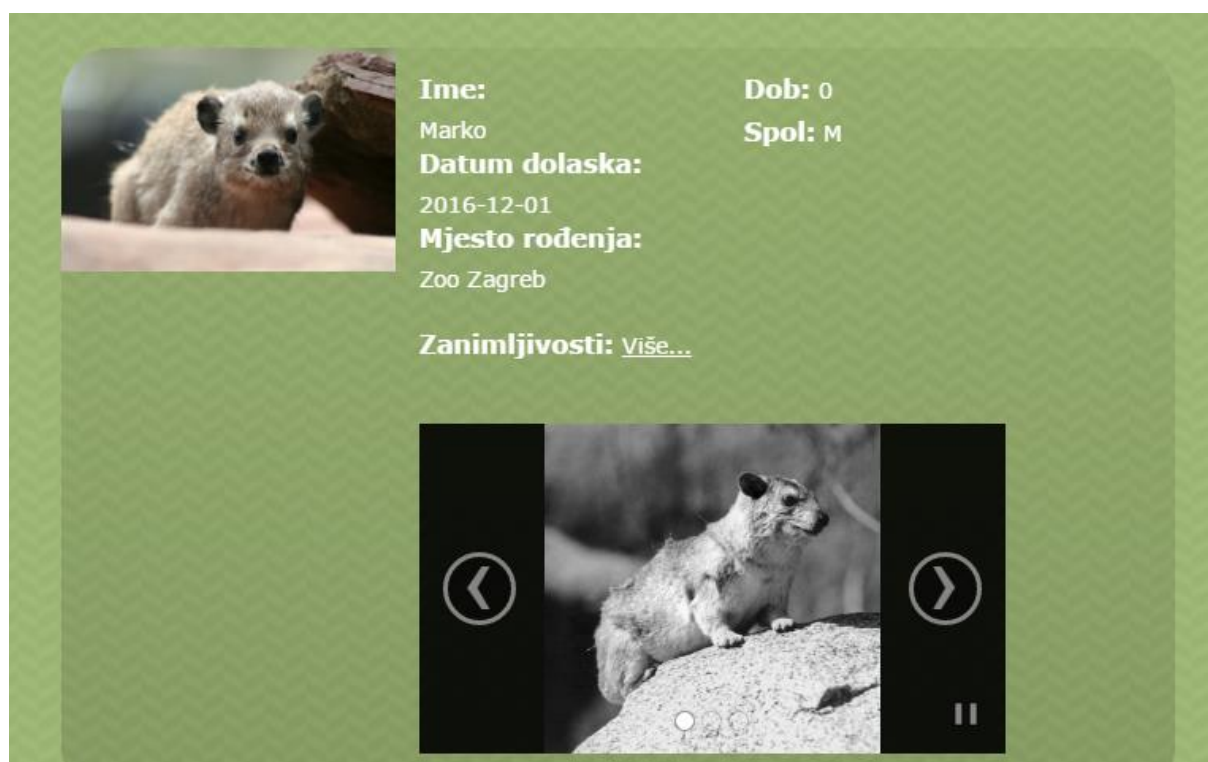 Ime:
Marko
Datum dolaska:
2016-12-01
Mjesto rođenja:
Zoo Zagreb
Zanimljivosti: Više...
Dob: 0
Spol: M